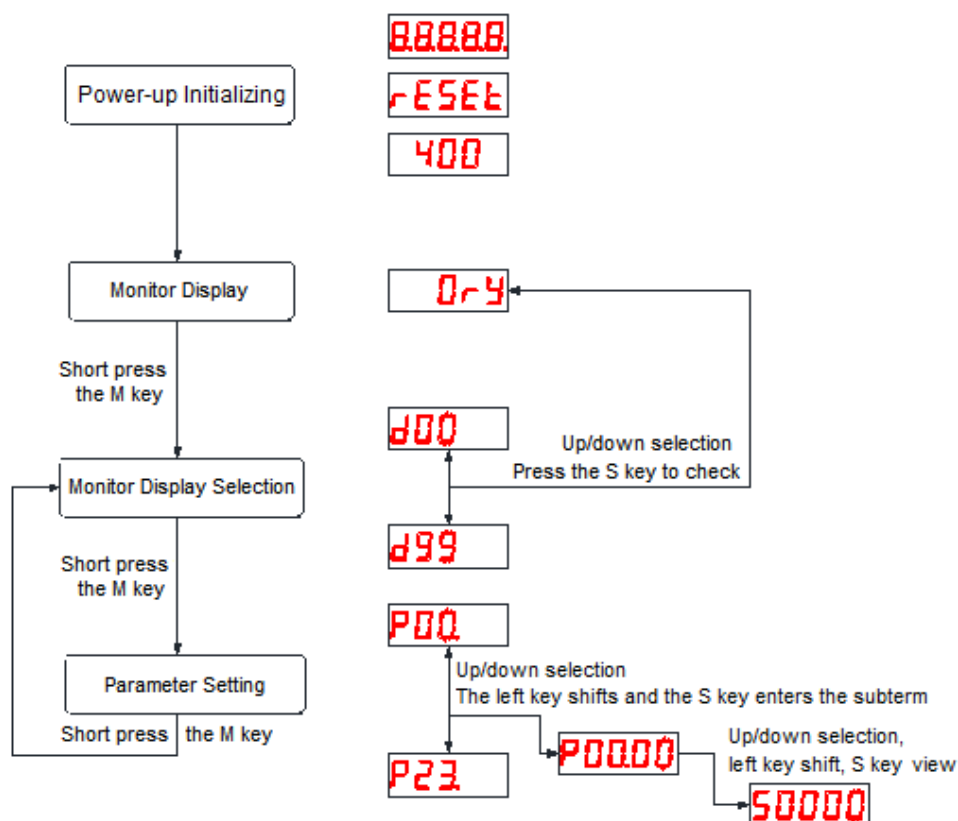 8.8.8.8.8.
rESEt
Power-up Initializing
400
Monitor Display
0rY
Short press
the M key
d00
Up/down selection
Press the S key to check
Monitor Display Selection
d99
Short press
the M key
P00.
Up/down selection
The left key shifts and the S key enters the subterm
Parameter Setting
Short press the M key
P00.00
Up/down selection,
left key shift, S key view
P23.
S0000